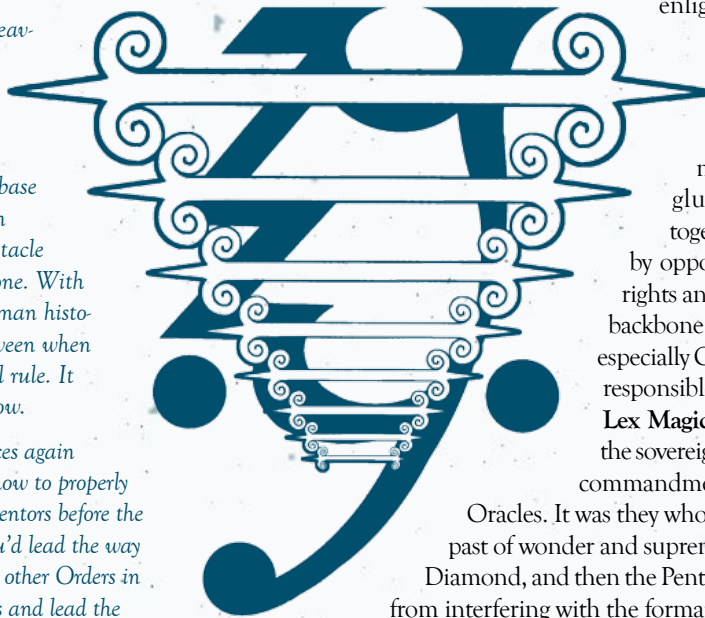 eav-
base
n
tacle
ne. With
man histo-
ween when
l rule. It
ow.
ces again
how to properly
entors before the
u'd lead the way
other Orders in
s and lead the
enlig
glu
toge
by oppo
rights an
backbone
especially C
responsibl
Lex Magic
the sovereig
commandme
Oracles. It was they who
past of wonder and suprem
Diamond, and then the Pent
from interfering with the forma